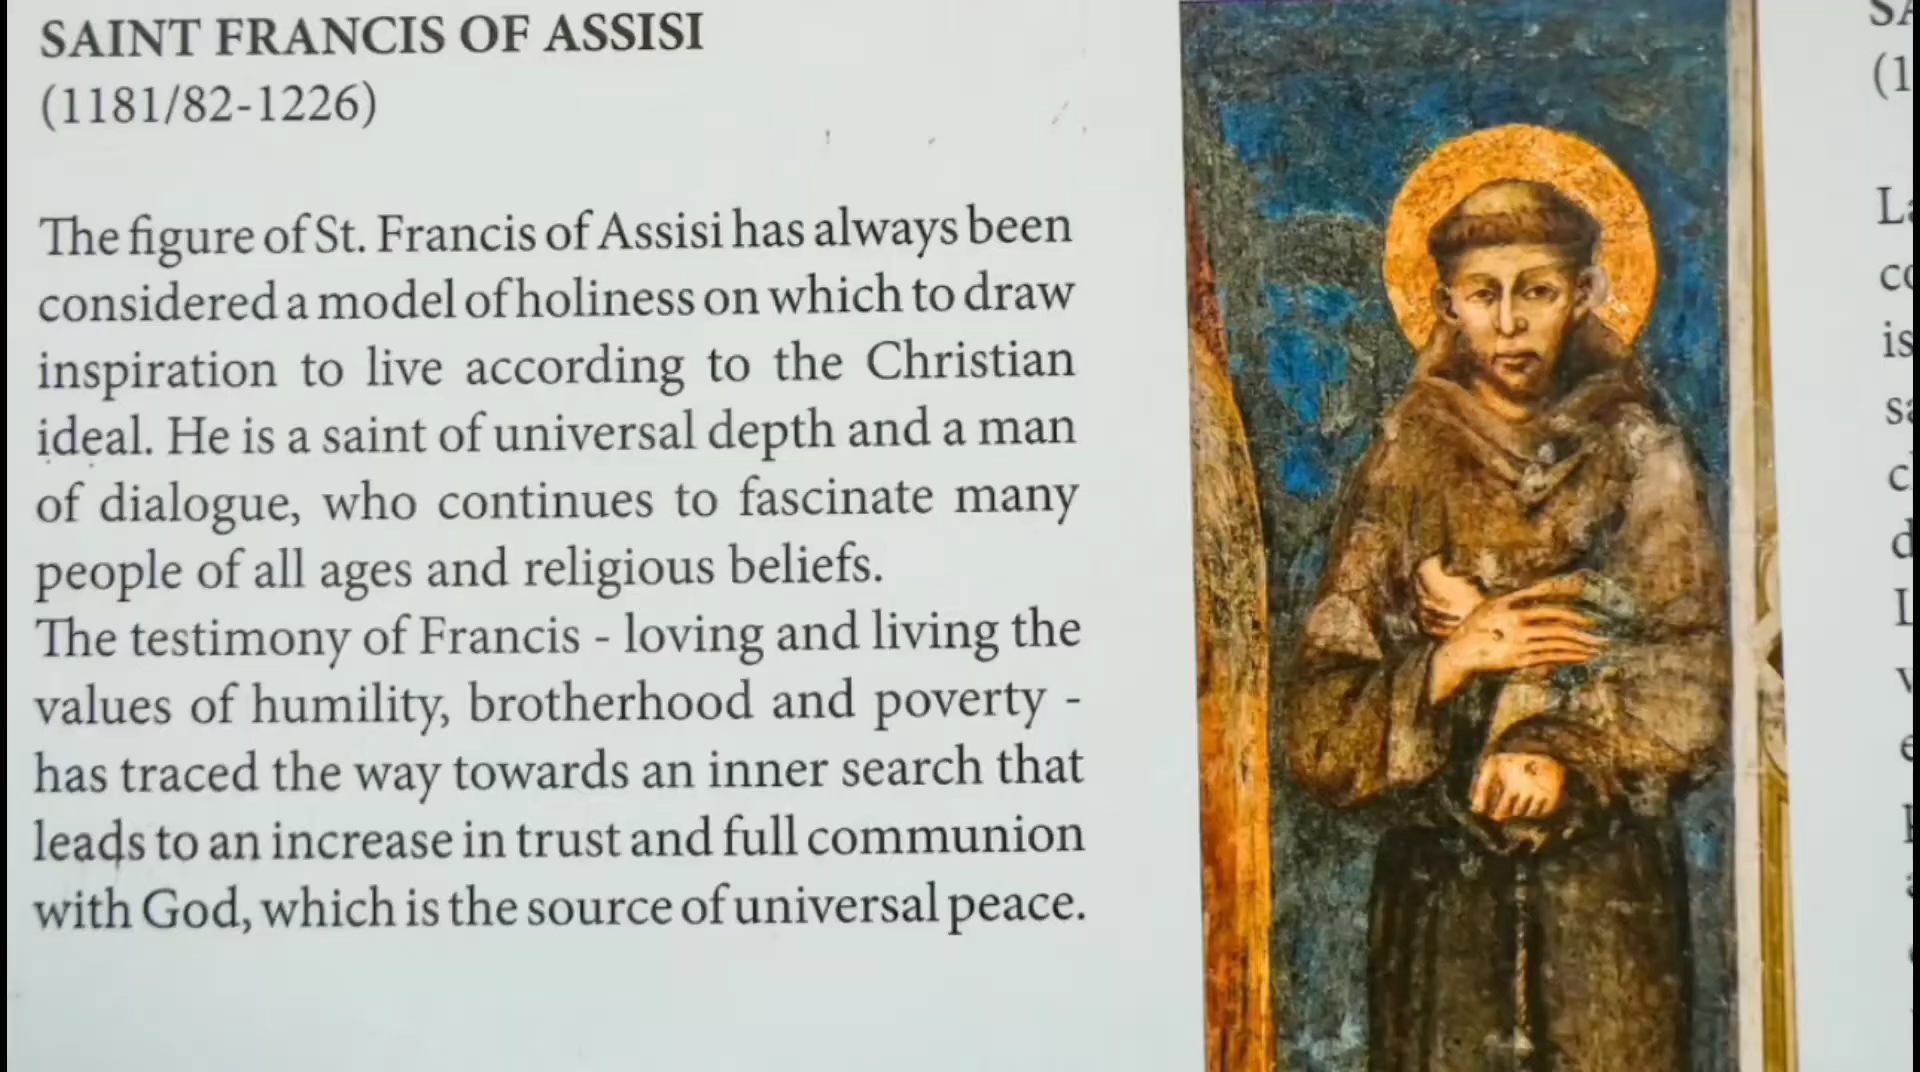 SAINT FRANCIS OF ASSISI
(1181/82-1226)
The figure of St. Francis of Assisi has always been
considered a model of holiness on which to draw
inspiration to live according to the Christian
ideal. He is a saint of universal depth and a man
of dialogue, who continues to fascinate many
people of all ages and religious beliefs.
The testimony of Francis - loving and living the
values of humility, brotherhood and poverty -
has traced the way towards an inner search that
leads to an increase in trust and full communion
with God, which is the source of universal peace.